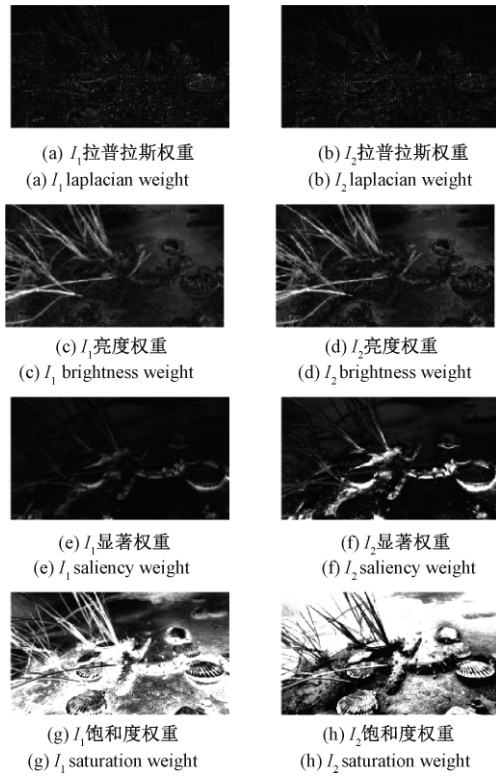 (a) I₁拉普拉斯权重
(a) I₁ laplacian weight
(b) I₂拉普拉斯权重
(b) I₂ laplacian weight
(c) I₁亮度权重
(c) I₁ brightness weight
(d) I₂亮度权重
(d) I₂ brightness weight
(e) I₁显著权重
(e) I₁ saliency weight
(f) I₂显著权重
(f) I₂ saliency weight
(g) I₁饱和度权重
(g) I₁ saturation weight
(h) I₂饱和度权重
(h) I₂ saturation weight